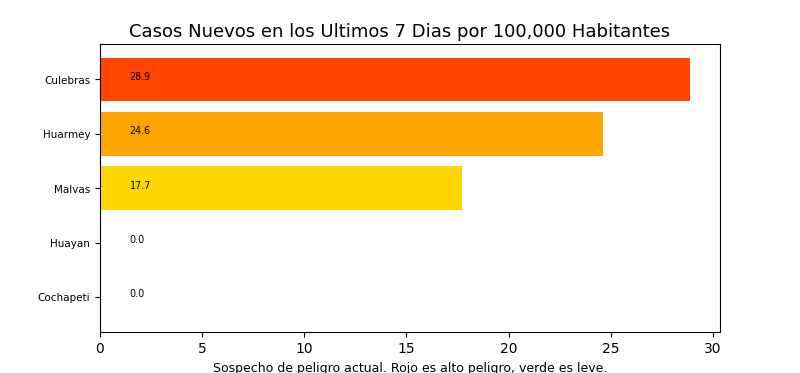 Casos Nuevos en los Ultimos 7 Dias por 100,000 Habitantes
Culebras 28.9
Huarmey 24.6
Malvas 17.7
Huayan 0.0
Cochapeti 0.0
0 5 10 15 20 25 30
Sospecho de peligro actual. Rojo es alto peligro, verde es leve.